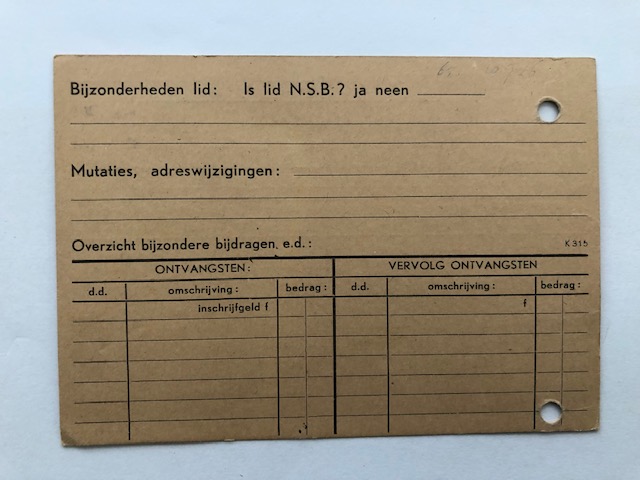 Bijzonderheden lid: Is lid N.S.B.? ja neen
Mutaties, adreswijzigingen:
Overzicht bijzondere bijdragen, e.d.:
K 315
ONTVANGSTEN: VERVOLG ONTVANGSTEN
d.d. omschrijving: bedrag: d.d. omschrijving: bedrag:
inschrijfgeld f f